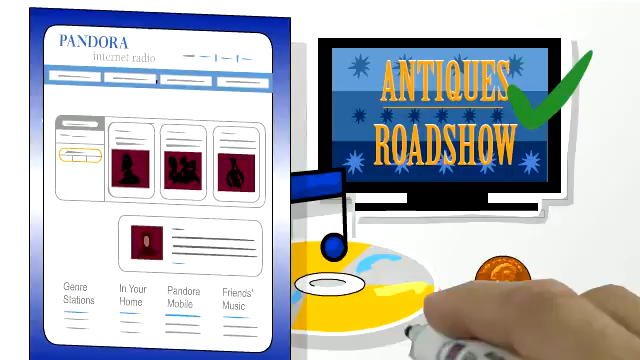 PANDORA
internet radio
ANTIQUES
ROADSHOW
Genre
Stations
In Your
Home
Pandora
Mobile
Friends'
Music